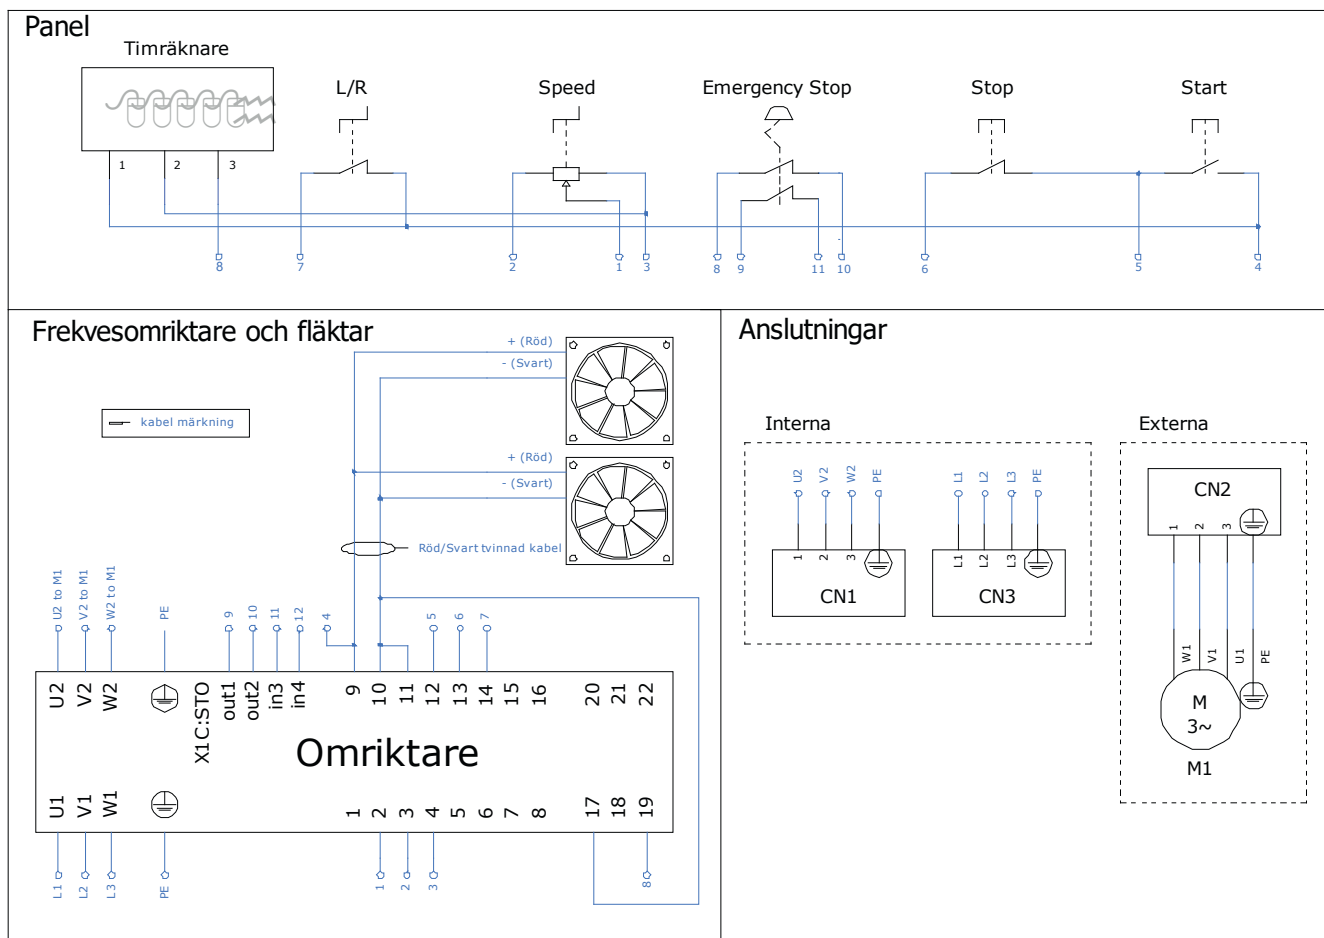 Panel
Timräknare
L/R
Speed
Emergency Stop
Stop
Start
1 2 3
8 7 2 1 3 8 9 11 10 6 5 4
Frekvesomriktare och fläktar
+ (Röd)
- (Svart)
kabel märkning
+ (Röd)
- (Svart)
Röd/Svart tvinnad kabel
U2 to M1 V2 to M1 W2 to M1 PE 9 10 11 12 4 5 6 7
U2 V2 W2 X1C:STO out1 out2 in3 in4 9 10 11 12 13 14 15 16 20 21 22
Omriktare
U1 V1 W1 1 2 3 4 5 6 7 8 17 18 19
L1 L2 L3 PE 1 2 3 8
Anslutningar
Interna
U2 V2 W2 PE
1 2 3
CN1
L1 L2 L3 PE
L1 L2 L3
CN3
Externa
CN2
1 2 3
W1 V1 U1 PE
M
3~
M1